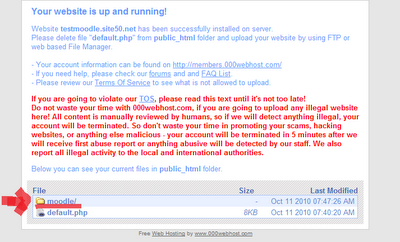 Your website is up and running!
Website testmoodle.site50.net has been successfully installed on server.
Please delete file "default.php" from public_html folder and upload your website by using FTP or
web based File Manager.
- Your account information can be found on http://members.000webhost.com/
- If you need help, please check our forums and and FAQ List.
- Please review our Terms Of Service to see what is not allowed to upload.
If you are going to violate our TOS, please read this text until it's not too late!
Do not waste your time with 000webhost.com, if you are going to upload any illegal website
here! All content is manually reviewed by humans, so if we will detect anything illegal, your
account will be terminated. So don't waste your time in promoting your scams, hacking
websites, or anything else malicious - your account will be terminated in 5 minutes after we
will receive first abuse report or anything abusive will be detected by our staff. We also
report all illegal activity to the local and international authorities.
Below you can see your current files in public_html folder.
File Size Last Modified
moodle/ - Oct 11 2010 07:47:26 AM
default.php 6KB Oct 11 2010 07:40:20 AM
Free Web Hosting by www.000webhost.com